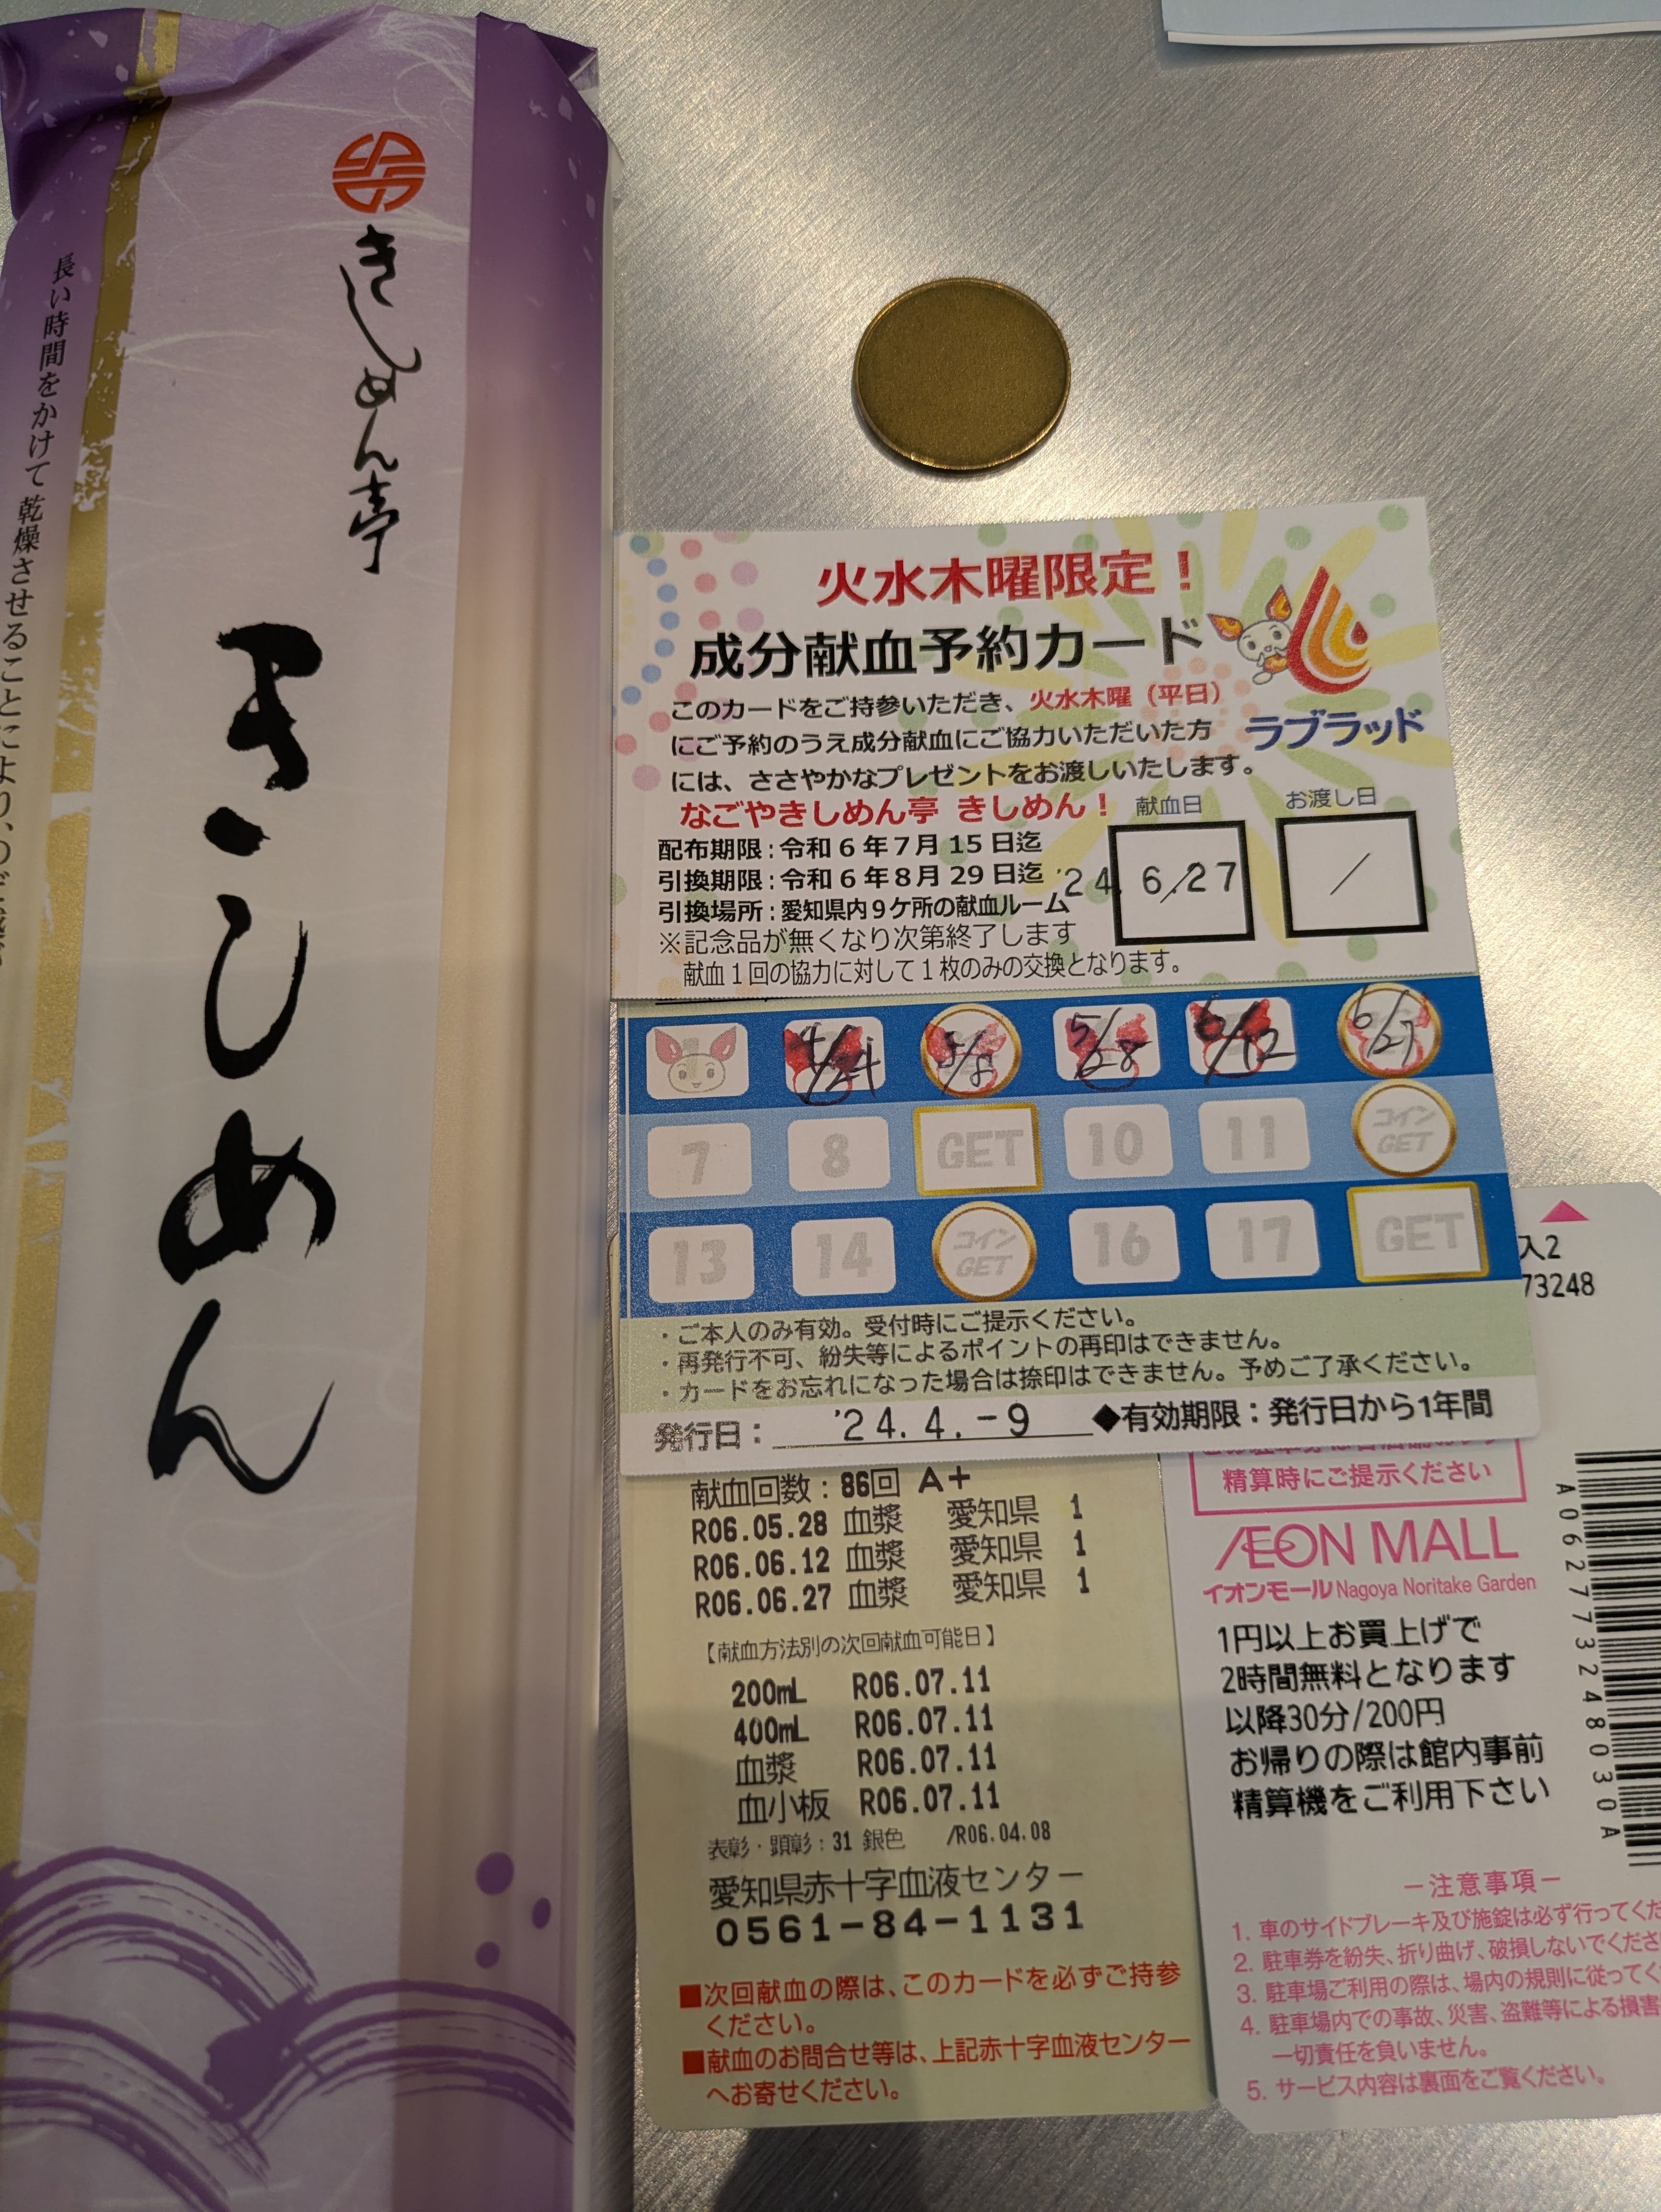 きしめん亭
きしめん
長い時間をかけて乾燥させることにより、
火水木曜限定！
成分献血予約カード
このカードをご持参いただき、火水木曜（平日）
にご予約のうえ成分献血にご協力いただいた方
には、ささやかなプレゼントをお渡しいたします。
ラブラッド
なごやきしめん亭 きしめん！
献血日
お渡し日
配布期限：令和6年7月15日迄
引換期限：令和6年8月29日迄
'24. 6.27
/
引換場所：愛知県内9ケ所の献血ルーム
※記念品が無くなり次第終了します
献血1回の協力に対して1枚のみの交換となります。
4/24 5/8 5/28 6/12 6/27
7 8 GET 10 11 コインGET
13 14 コインGET 16 17 GET
・ご本人のみ有効。受付時にご提示ください。
・再発行不可、紛失等によるポイントの再印はできません。
・カードをお忘れになった場合は捺印はできません。予めご了承ください。
発行日： '24.4.-9 ◆有効期限：発行日から1年間
献血回数：86回 A+
R06.05.28 血漿 愛知県 1
R06.06.12 血漿 愛知県 1
R06.06.27 血漿 愛知県 1
【献血方法別の次回献血可能日】
200mL R06.07.11
400mL R06.07.11
血漿 R06.07.11
血小板 R06.07.11
表彰・顕彰：31 銀色 /R06.04.08
愛知県赤十字血液センター
0561-84-1131
■次回献血の際は、このカードを必ずご持参
ください。
■献血のお問合せ等は、上記赤十字血液センター
へお寄せください。
入2
73248
精算時にご提示ください
ÆON MALL
イオンモール Nagoya Noritake Garden
1円以上お買上げで
2時間無料となります
以降30分/200円
お帰りの際は館内事前
精算機をご利用下さい
A062773248030A
－注意事項－
1. 車のサイドブレーキ及び施錠は必ず行ってくだ
2. 駐車券を紛失、折り曲げ、破損しないでくださ
3. 駐車場ご利用の際は、場内の規則に従ってく
4. 駐車場内での事故、災害、盗難等による損害
一切責任を負いません。
5. サービス内容は裏面をご覧ください。